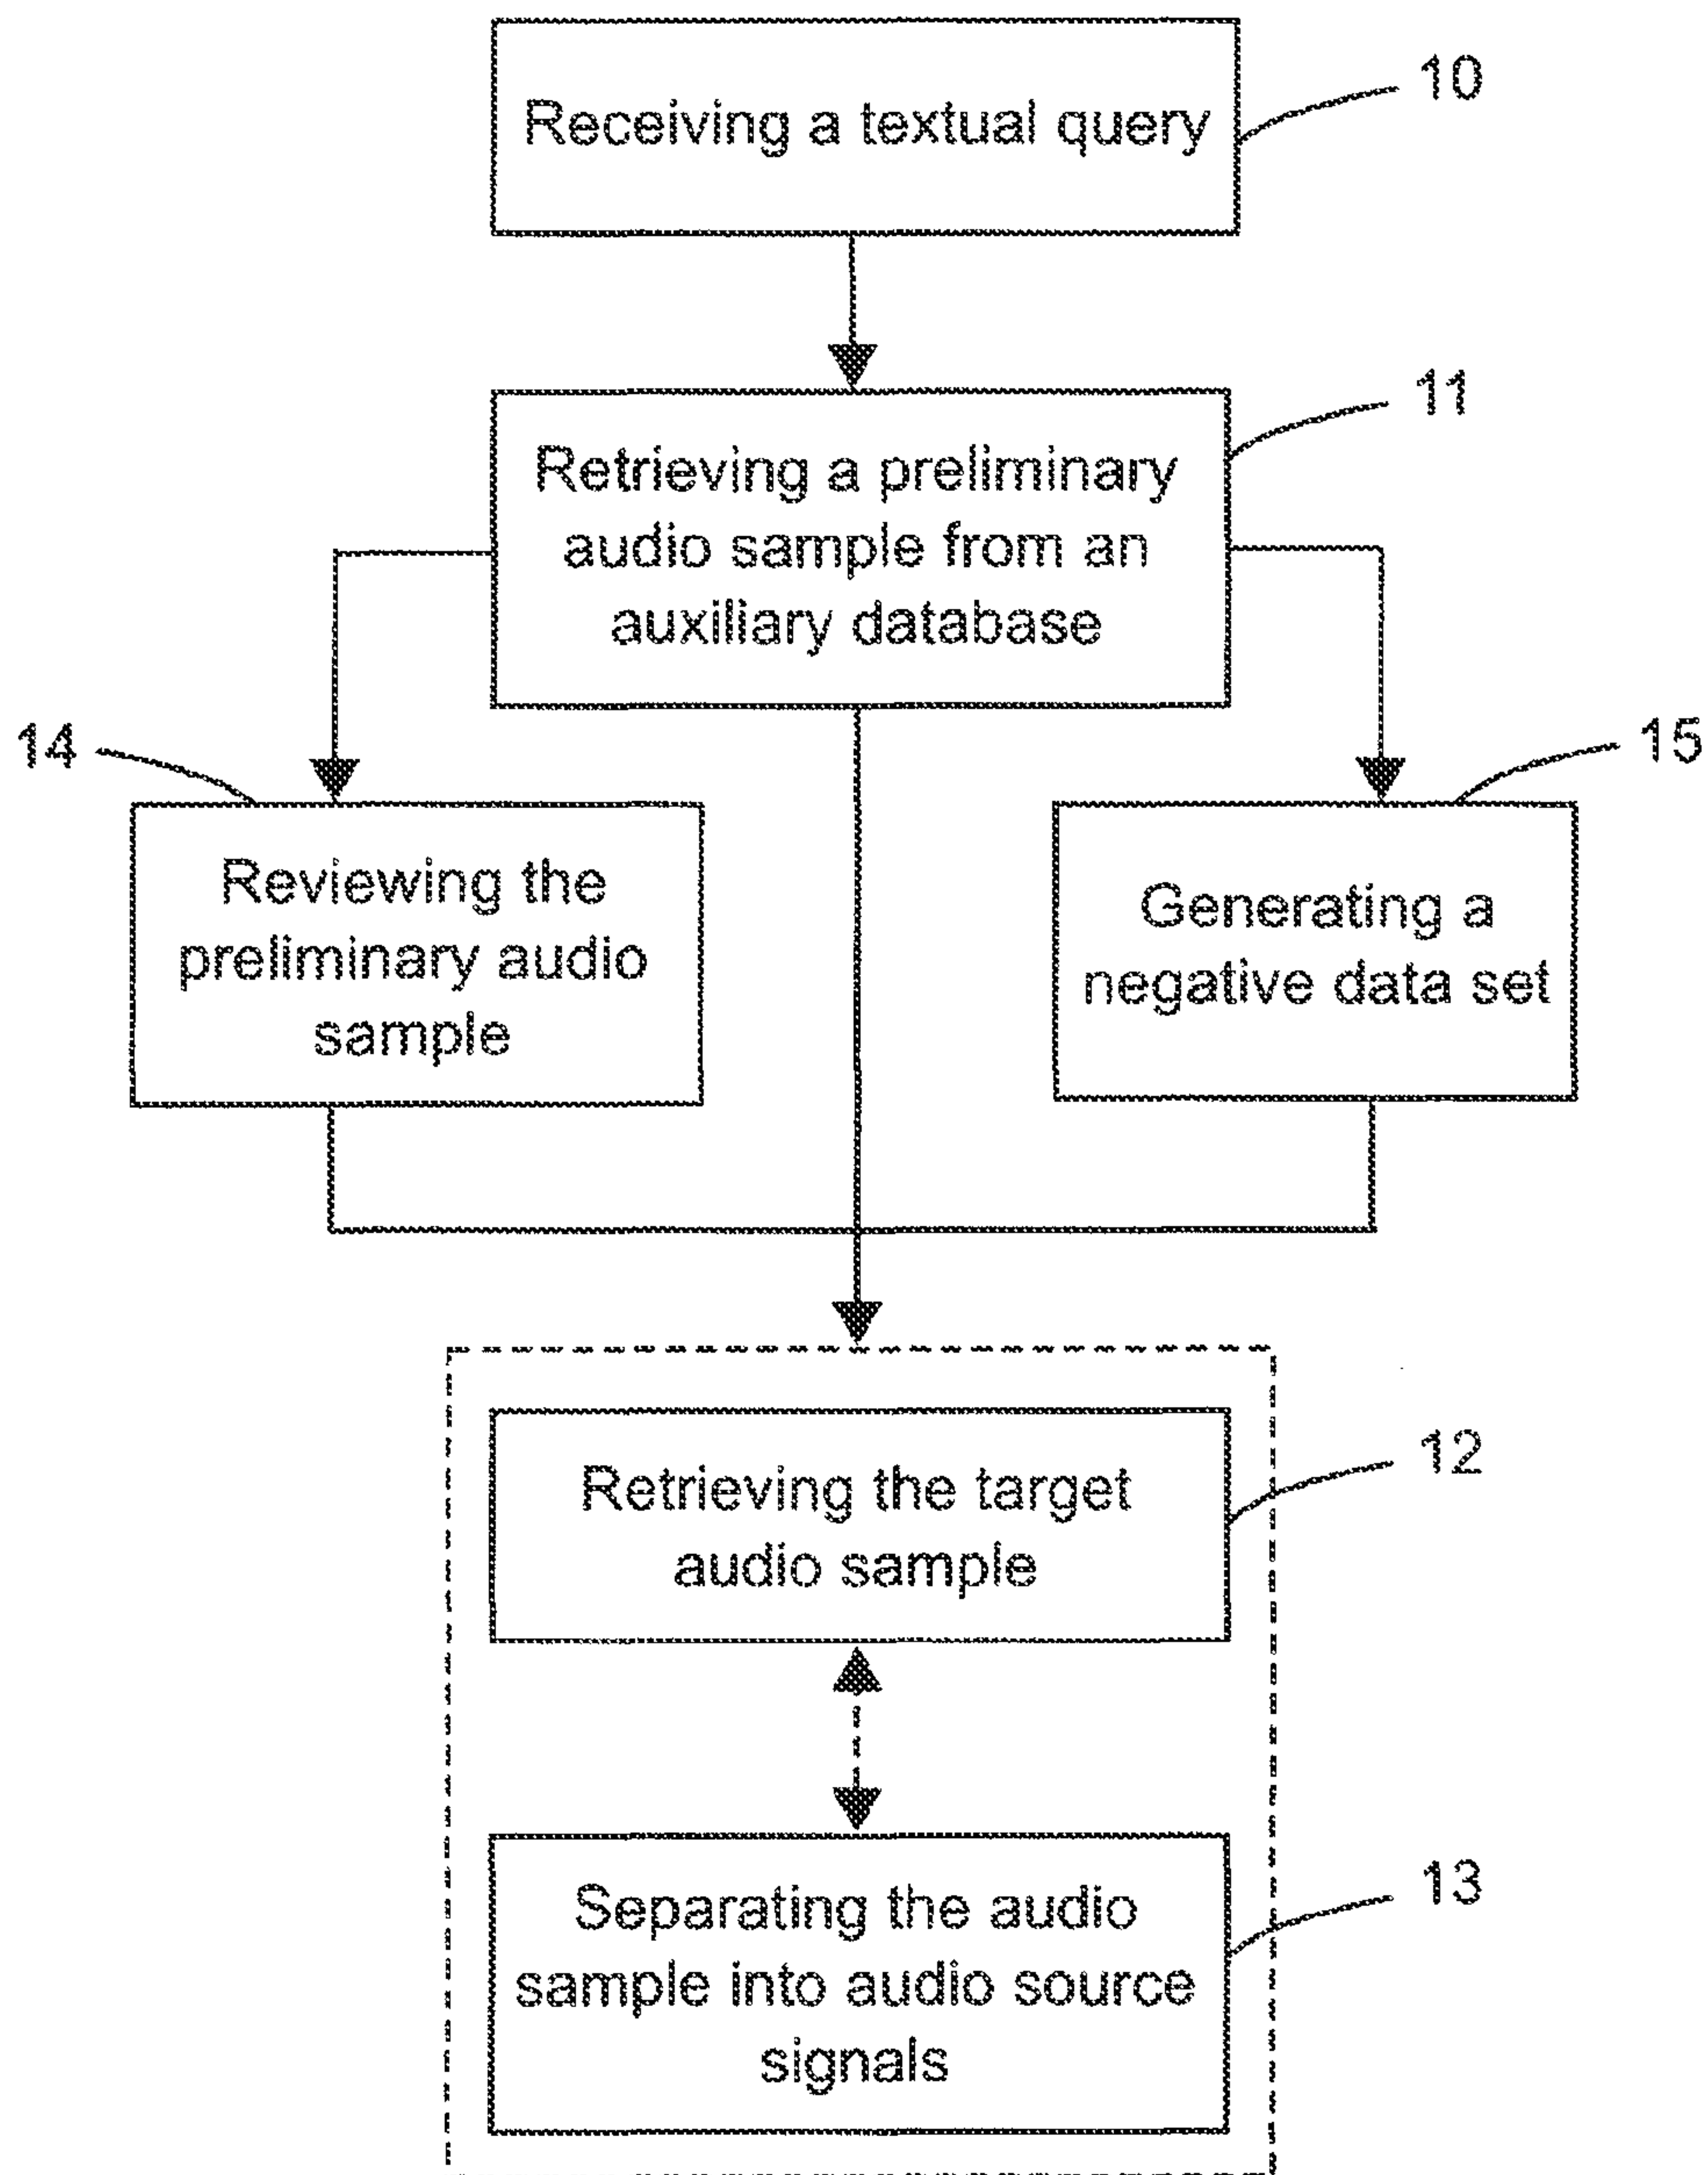 Receiving a textual query
10
Retrieving a preliminary
audio sample from an
auxiliary database
11
14
Reviewing the
preliminary audio
sample
15
Generating a
negative data set
Retrieving the target
audio sample
12
Separating the audio
sample into audio source
signals
13